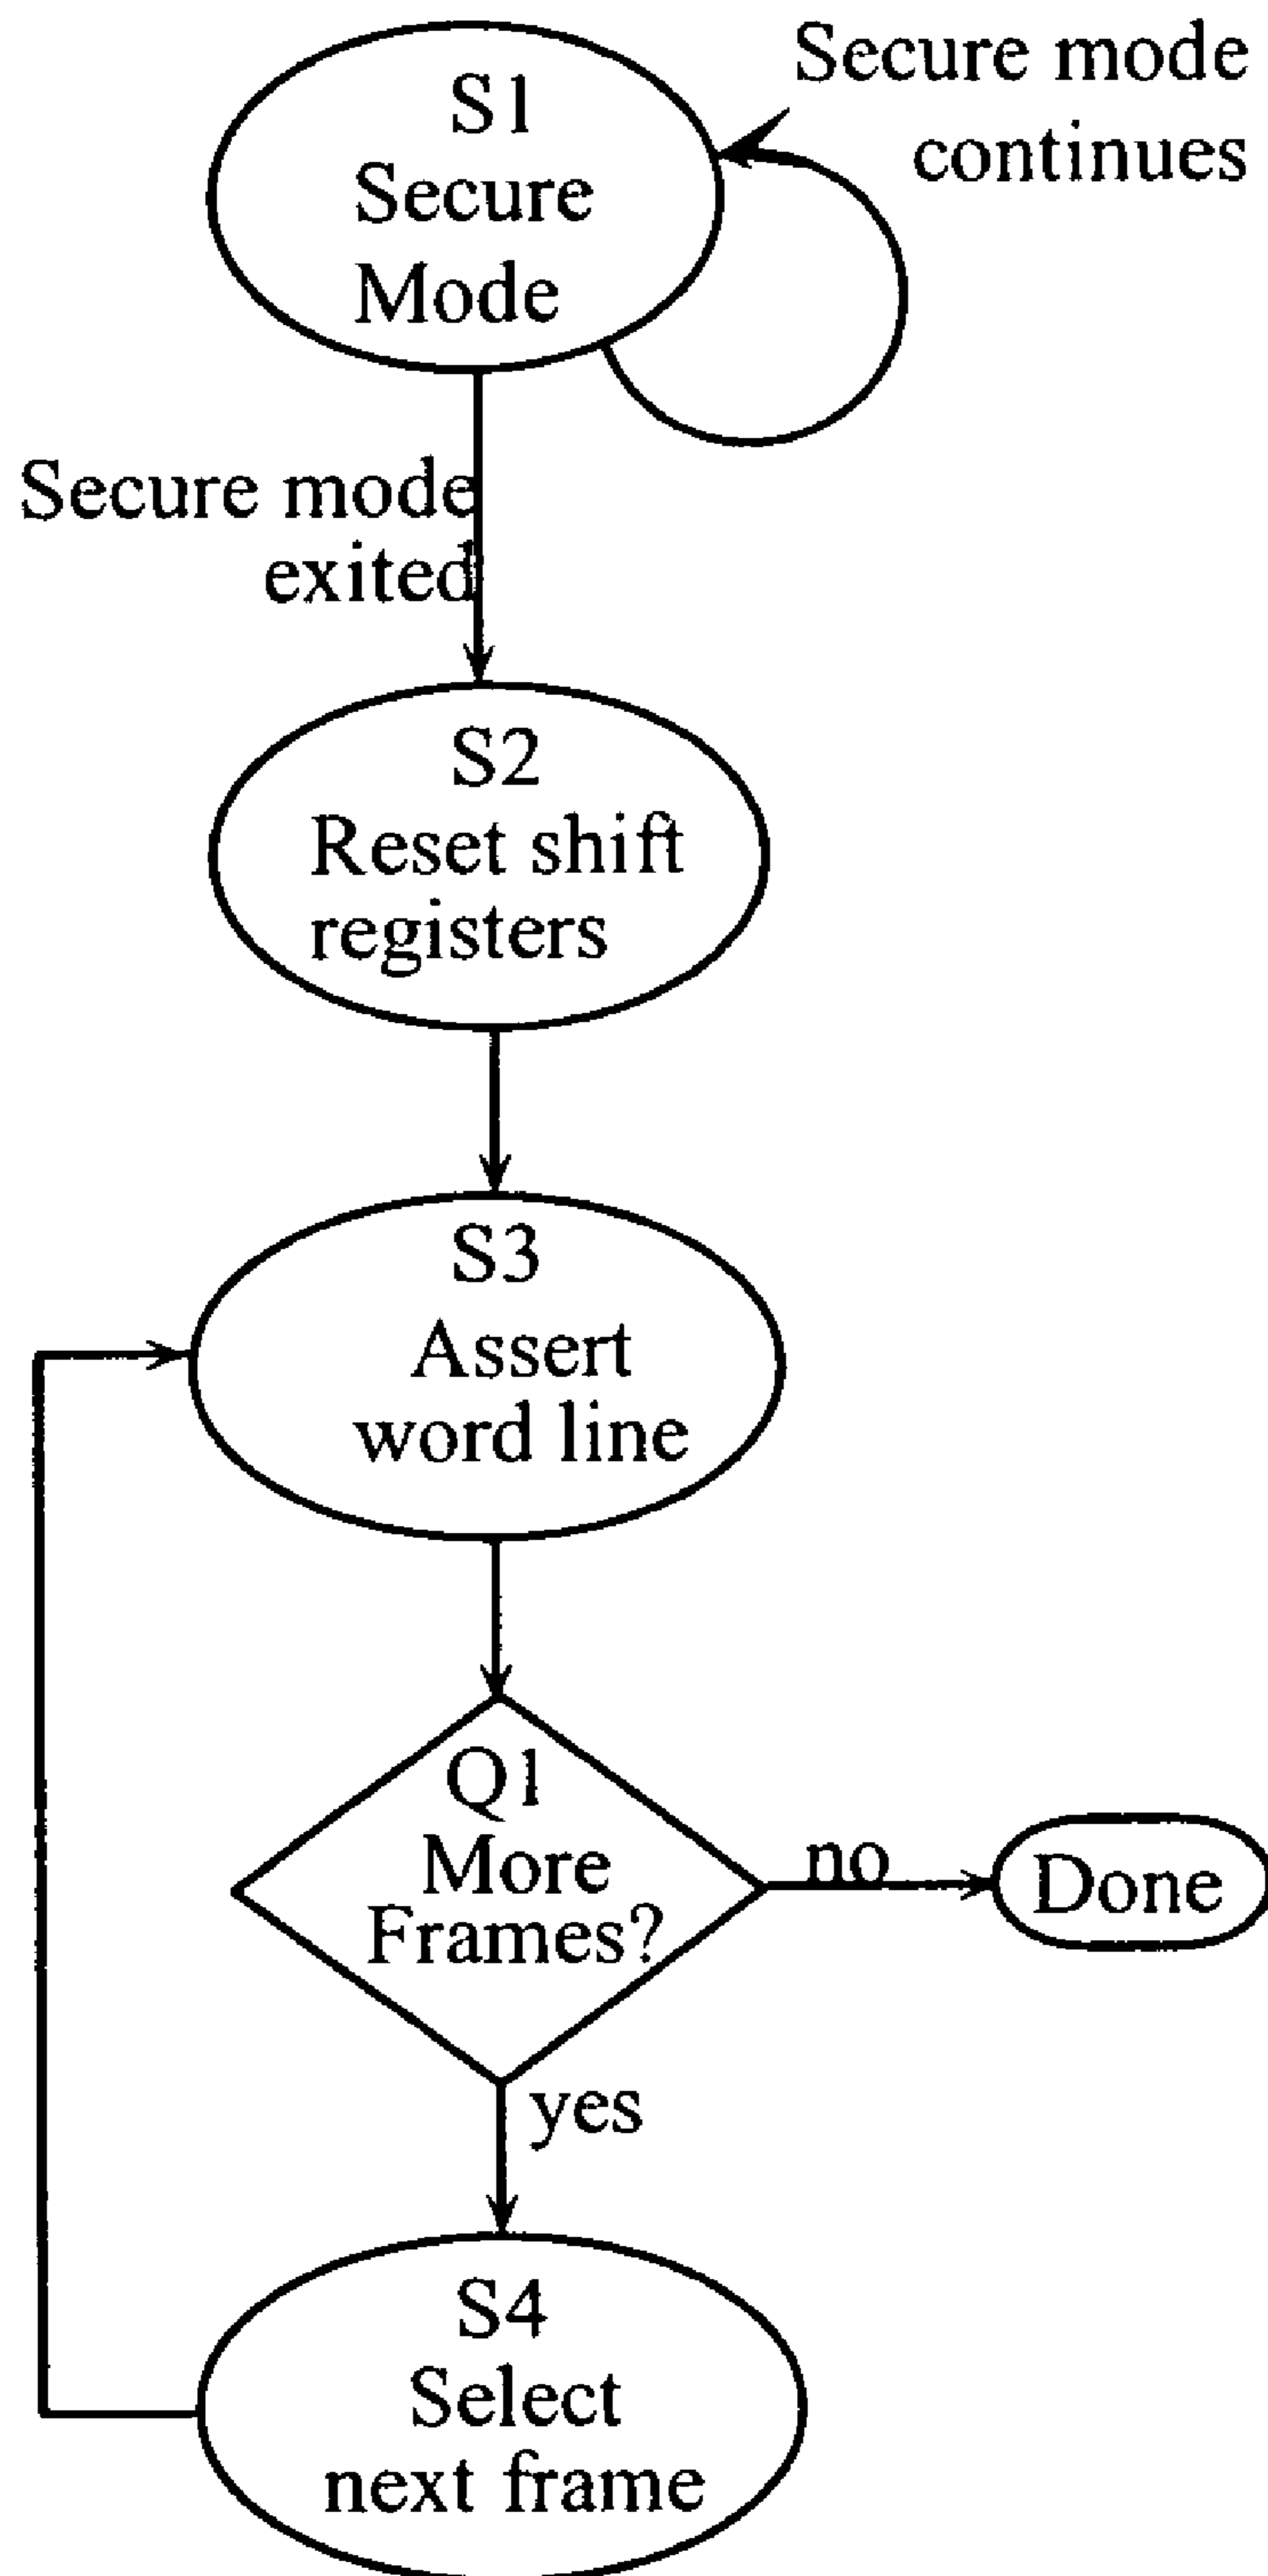 S1
Secure
Mode
Secure mode
continues
Secure mode
exited
S2
Reset shift
registers
S3
Assert
word line
Q1
More
Frames?
no
Done
yes
S4
Select
next frame